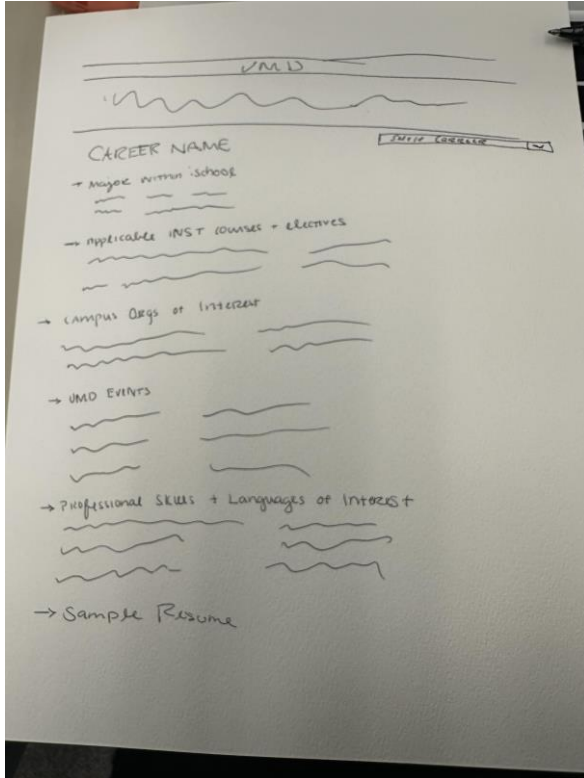 UMD
CAREER NAME
→ Major within ischool
→ Applicable INST courses + electives
→ Campus Orgs of Interest
→ UMD EVENTS
→ Professional Skills + Languages of Interest
→ Sample Resume